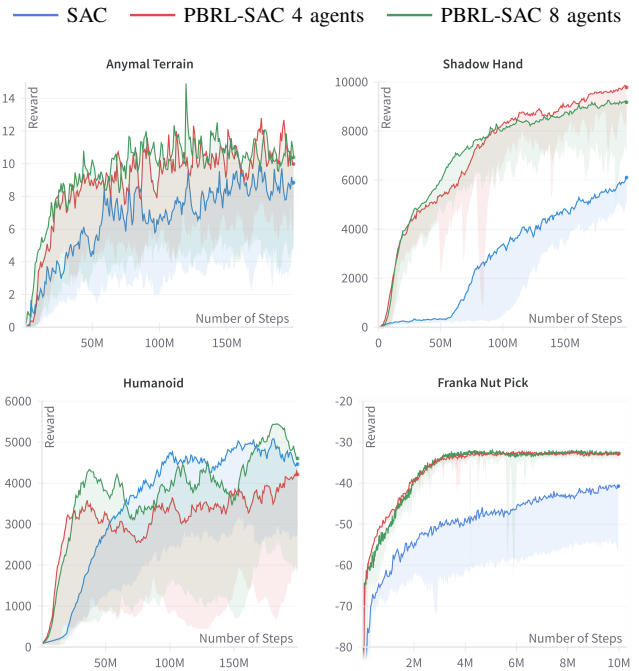 SAC PBRL-SAC 4 agents PBRL-SAC 8 agents
Anymal Terrain
Reward
14
12
10
8
6
4
2
0
Number of Steps
50M 100M 150M
Shadow Hand
Reward
10000
8000
6000
4000
2000
0
Number of Steps
0 50M 100M 150M
Humanoid
Reward
6000
5000
4000
3000
2000
1000
0
Number of Steps
50M 100M 150M
Franka Nut Pick
Reward
-20
-30
-40
-50
-60
-70
-80
Number of Steps
2M 4M 6M 8M 10M